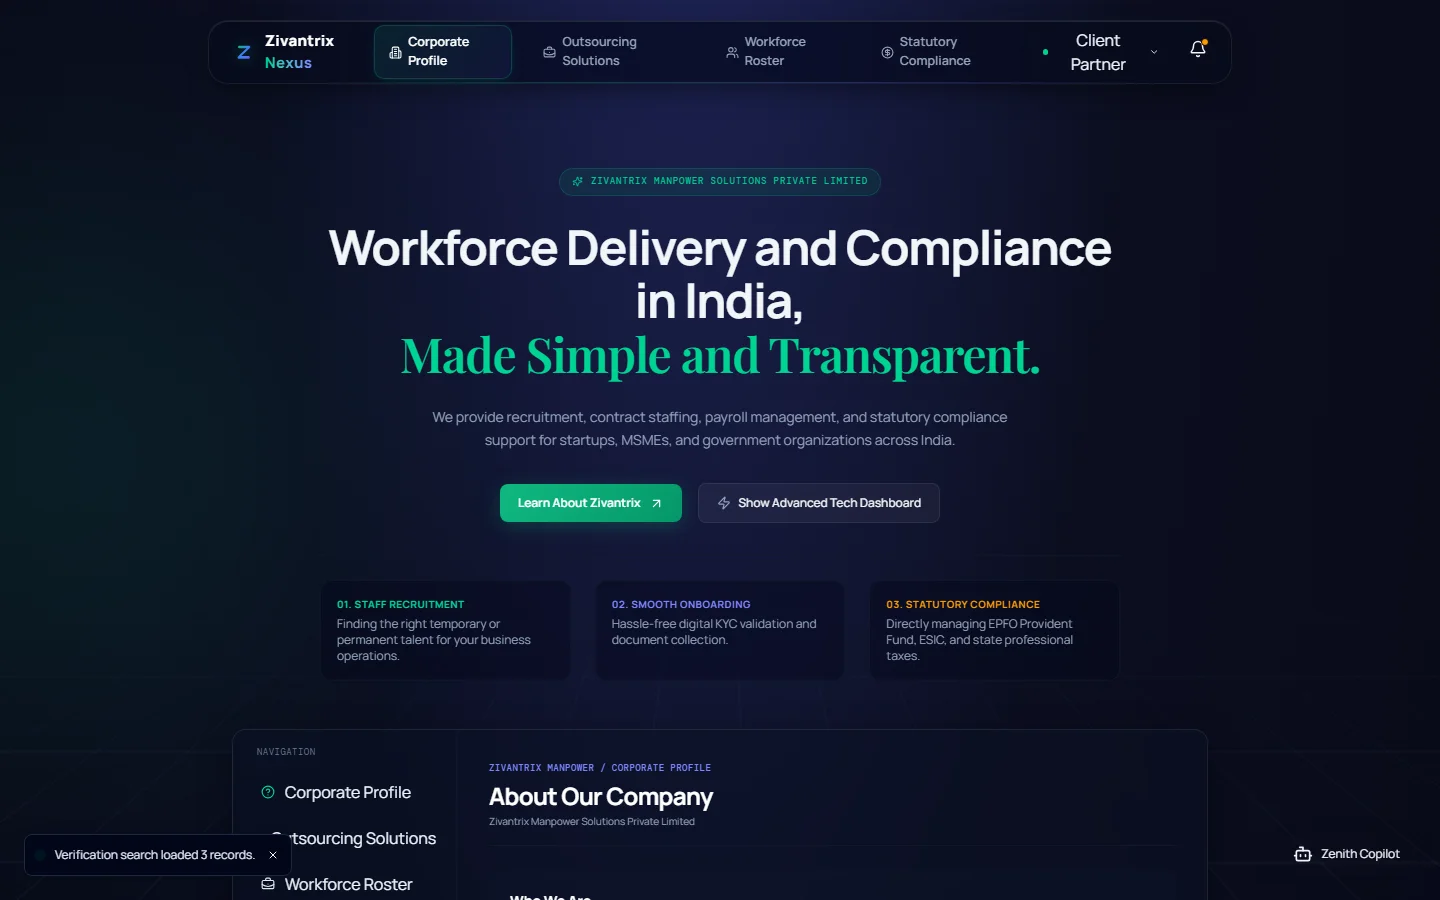 Zivantrix
Nexus
Corporate
Profile
Outsourcing
Solutions
Workforce
Roster
Statutory
Compliance
Client
Partner
ZIVANTRIX MANPOWER SOLUTIONS PRIVATE LIMITED
Workforce Delivery and Compliance
in India,
Made Simple and Transparent.
We provide recruitment, contract staffing, payroll management, and statutory compliance
support for startups, MSMEs, and government organizations across India.
Learn About Zivantrix
Show Advanced Tech Dashboard
01. STAFF RECRUITMENT
Finding the right temporary or
permanent talent for your business
operations.
02. SMOOTH ONBOARDING
Hassle-free digital KYC validation and
document collection.
03. STATUTORY COMPLIANCE
Directly managing EPFO Provident
Fund, ESIC, and state professional
taxes.
NAVIGATION
Corporate Profile
Outsourcing Solutions
Workforce Roster
ZIVANTRIX MANPOWER / CORPORATE PROFILE
About Our Company
Zivantrix Manpower Solutions Private Limited
Who We Are
Verification search loaded 3 records.
Zenith Copilot